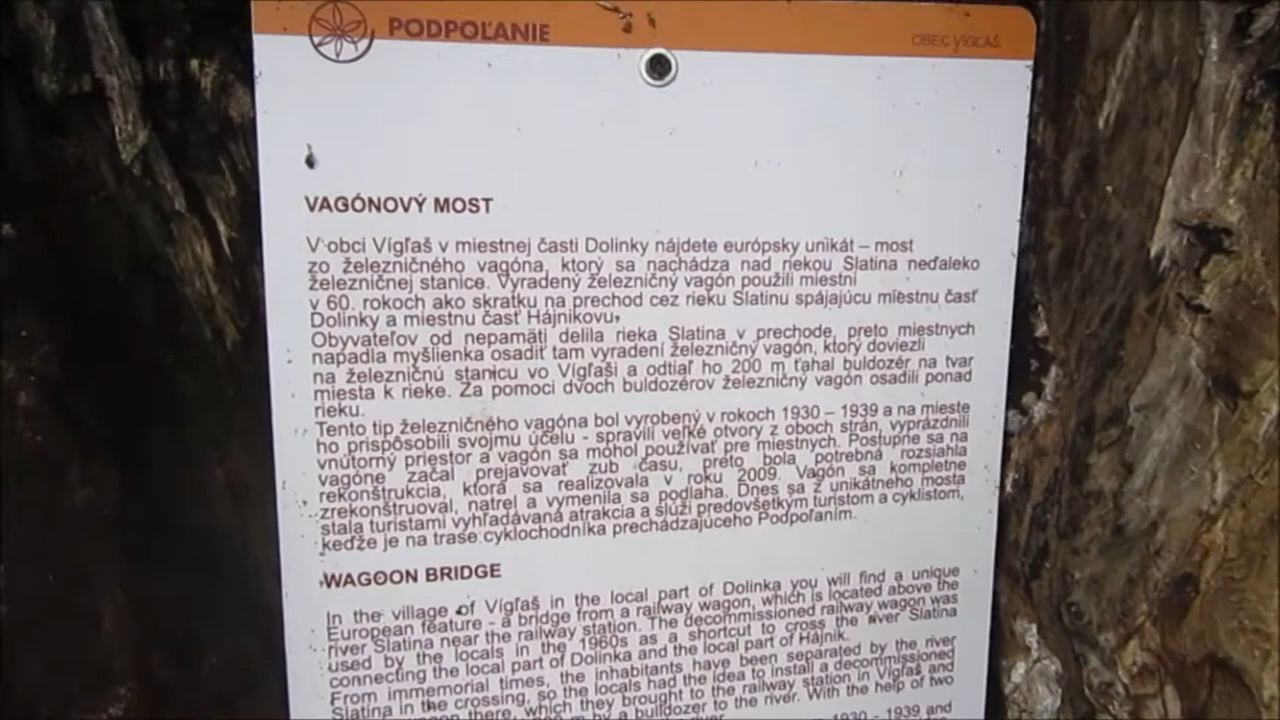 PODPOĽANIE
OBEC VÍGĽAŠ
VAGÓNOVÝ MOST
V obci Vígľaš v miestnej časti Dolinky nájdete európsky unikát – most
zo železničného vagóna, ktorý sa nachádza nad riekou Slatina neďaleko
železničnej stanice. Vyradený železničný vagón použili miestni
v 60. rokoch ako skratku na prechod cez rieku Slatinu spájajúcu miestnu časť
Dolinky a miestnu časť Hájnikovu,
Obyvateľov od nepamäti delila rieka Slatina v prechode, preto miestnych
napadla myšlienka osadiť tam vyradení železničný vagón, ktorý doviezli
na železničnú stanicu vo Vígľaši a odtiaľ ho 200 m ťahal buldozér na tvar
miesta k rieke. Za pomoci dvoch buldozérov železničný vagón osadili ponad
rieku.
Tento tip železničného vagóna bol vyrobený v rokoch 1930 – 1939 a na mieste
ho prispôsobili svojmu účelu - spravili veľké otvory z oboch strán, vyprázdnili
vnútorný priestor a vagón sa mohol používať pre miestnych. Postupne sa na
vagóne začal prejavovať zub času, preto bola potrebná rozsiahla
rekonštrukcia, ktorá sa realizovala v roku 2009. Vagón sa kompletne
zrekonštruoval, natrel a vymenila sa podlaha. Dnes sa z unikátneho mosta
stala turistami vyhľadávaná atrakcia a slúži predovšetkým turistom a cyklistom,
keďže je na trase cyklochodníka prechádzajúceho Podpoľaním.
WAGOON BRIDGE
In the village of Vígľaš in the local part of Dolinka you will find a unique
European feature - a bridge from a railway wagon, which is located above the
river Slatina near the railway station. The decommissioned railway wagon was
used by the locals in the 1960s as a shortcut to cross the river Slatina
connecting the local part of Dolinka and the local part of Hájnik.
From immemorial times, the inhabitants have been separated by the river
Slatina in the crossing, so the locals had the idea to install a decommissioned
there, which they brought to the railway station in Vígľaš and
by a bulldozer to the river. With the help of two
1930 - 1939 and